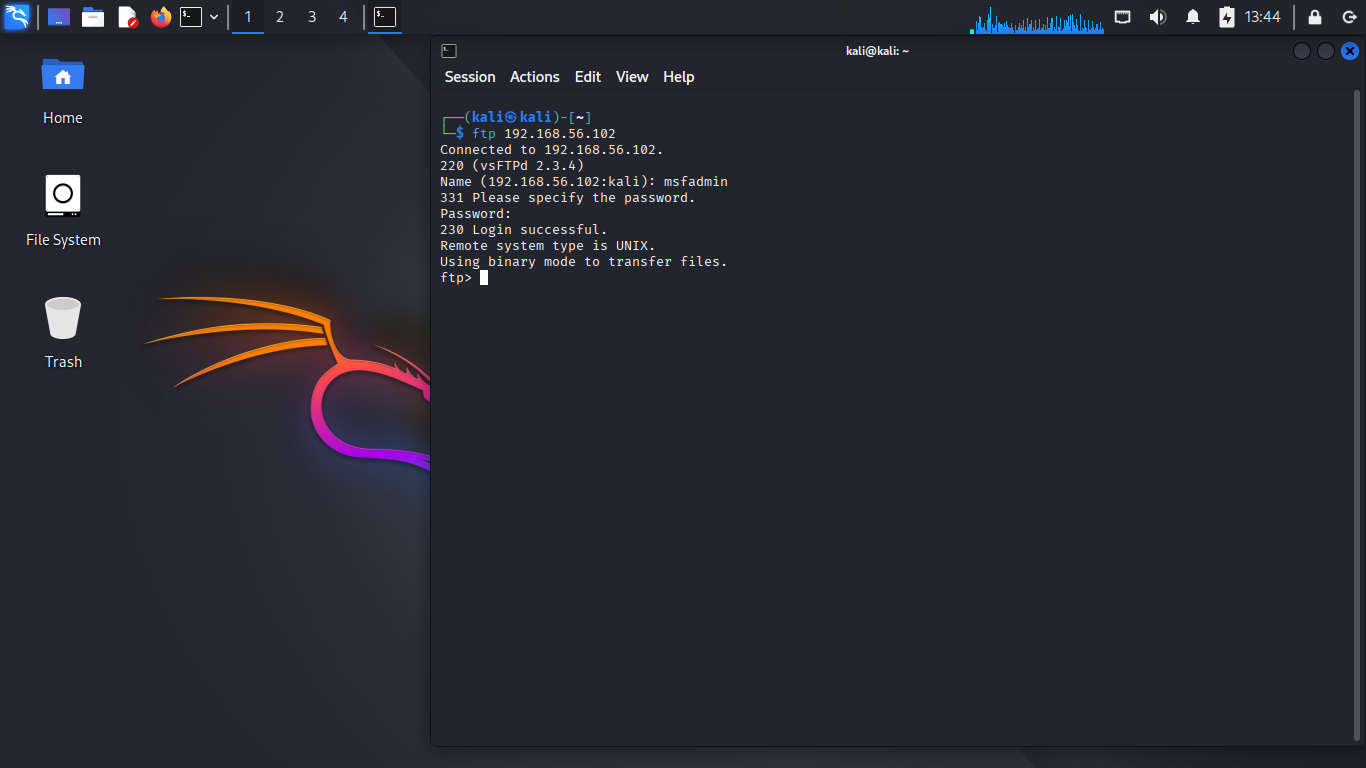 1 2 3 4
13:44
Home
File System
Trash
kali@kali: ~
Session Actions Edit View Help
┌──(kali㉿kali)-[~]
└─$ ftp 192.168.56.102
Connected to 192.168.56.102.
220 (vsFTPd 2.3.4)
Name (192.168.56.102:kali): msfadmin
331 Please specify the password.
Password:
230 Login successful.
Remote system type is UNIX.
Using binary mode to transfer files.
ftp>